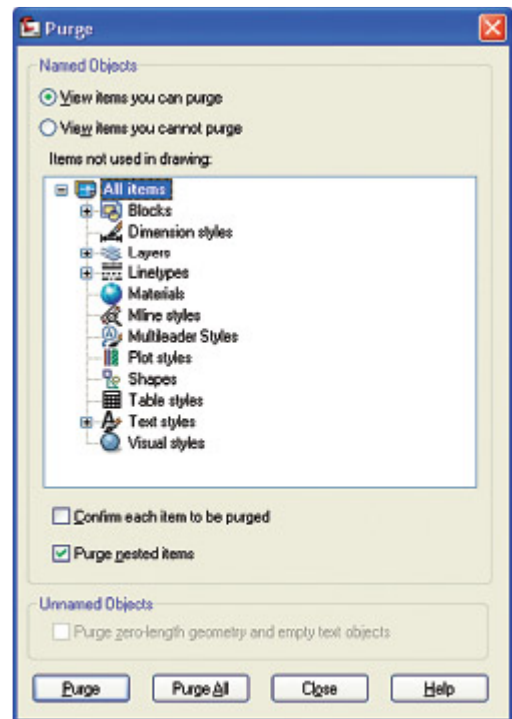 Purge
Named Objects
View items you can purge
View items you cannot purge
Items not used in drawing:
All items
Blocks
Dimension styles
Layers
Linetypes
Materials
Mline styles
Multileader Styles
Plot styles
Shapes
Table styles
Text styles
Visual styles
Confirm each item to be purged
Purge nested items
Unnamed Objects
Purge zero-length geometry and empty text objects
Purge Purge All Close Help